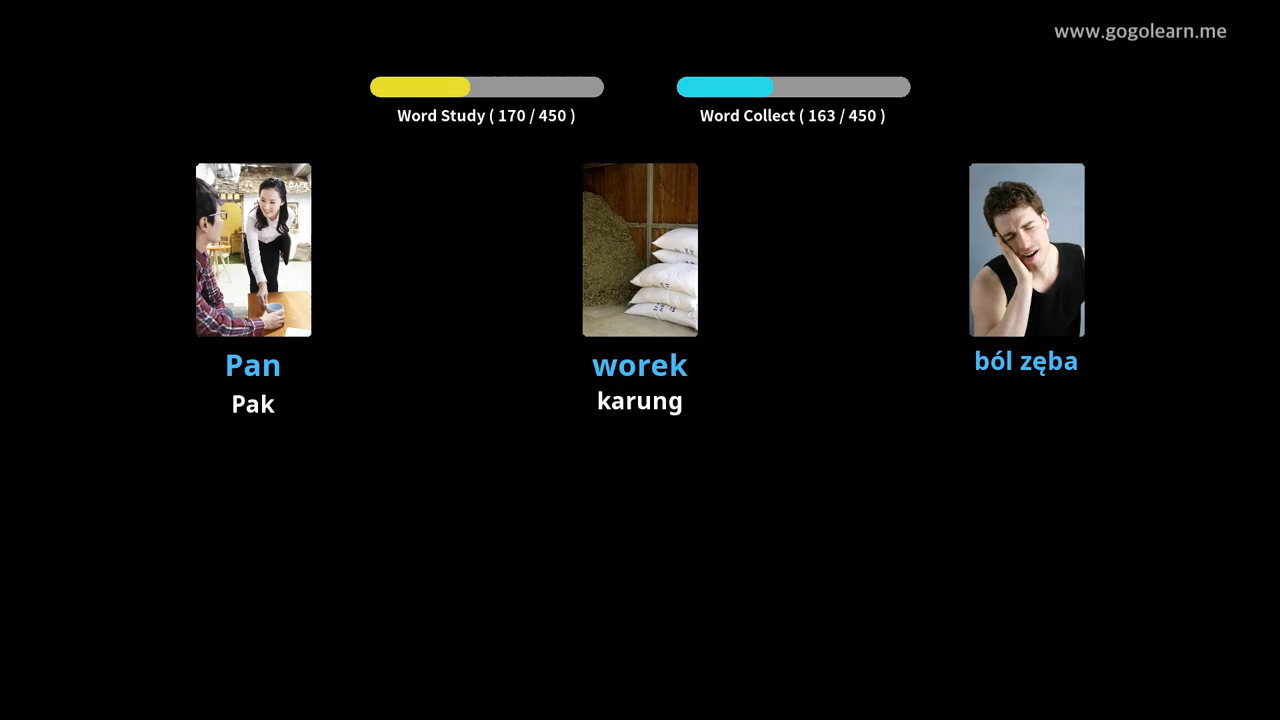 www.gogolearn.me
Word Study ( 170 / 450 )
Word Collect ( 163 / 450 )
Pan
Pak
worek
karung
ból zęba